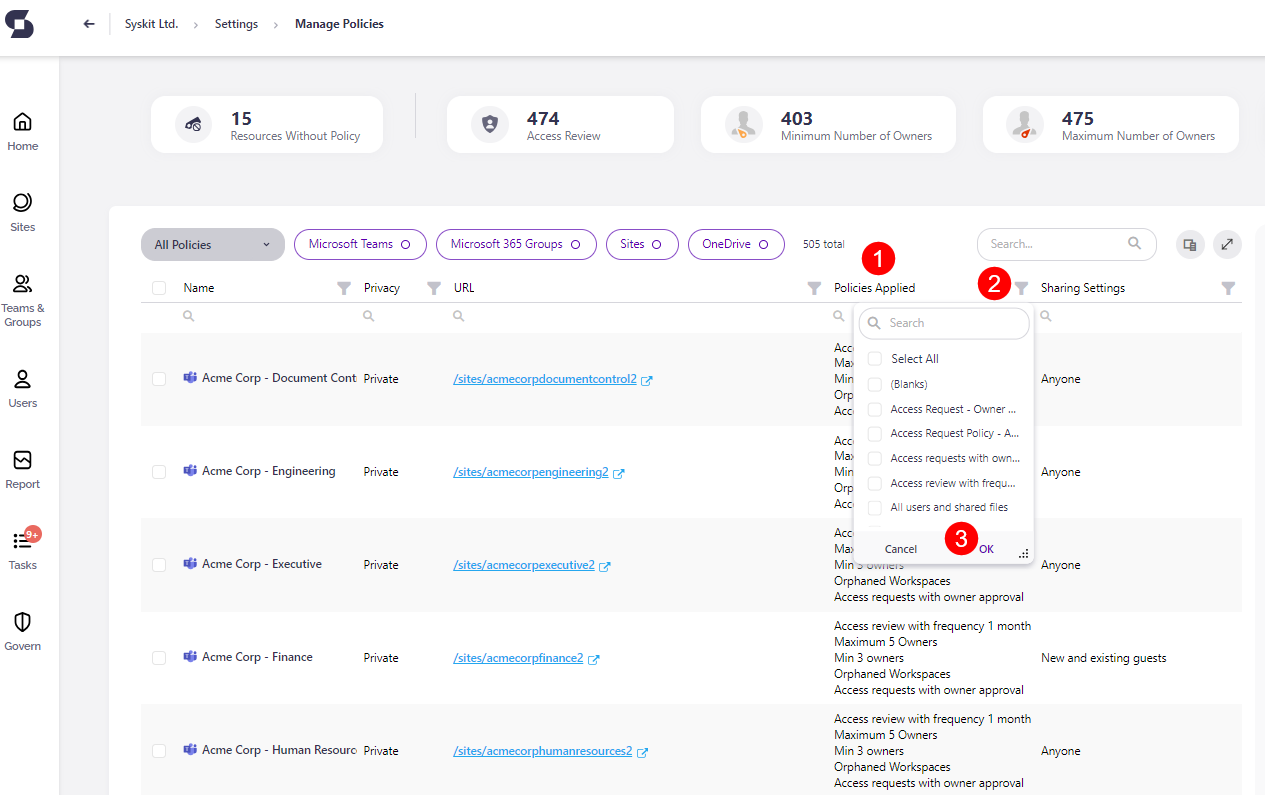 Syskit Ltd. › Settings › Manage Policies
Home
Sites
Teams & Groups
Users
Report
9+
Tasks
Govern
15
Resources Without Policy
474
Access Review
403
Minimum Number of Owners
475
Maximum Number of Owners
All Policies Microsoft Teams Microsoft 365 Groups Sites OneDrive 505 total Search...
1
2
Name Privacy URL Policies Applied Sharing Settings
Search
Select All
(Blanks)
Access Request - Owner ...
Access Request Policy - A...
Access requests with own...
Access review with frequ...
All users and shared files
3
Cancel OK
Acme Corp - Document Cont Private /sites/acmecorpdocumentcontrol2 Anyone
Acc
Max
Min
Orp
Acce
Acme Corp - Engineering Private /sites/acmecorpengineering2 Anyone
Acc
Max
Min
Orp
Acce
Acme Corp - Executive Private /sites/acmecorpexecutive2 Anyone
Acc
Max
Min 3 owners
Orphaned Workspaces
Access requests with owner approval
Acme Corp - Finance Private /sites/acmecorpfinance2 New and existing guests
Access review with frequency 1 month
Maximum 5 Owners
Min 3 owners
Orphaned Workspaces
Access requests with owner approval
Acme Corp - Human Resourc Private /sites/acmecorphumanresources2 Anyone
Access review with frequency 1 month
Maximum 5 Owners
Min 3 owners
Orphaned Workspaces
Access requests with owner approval